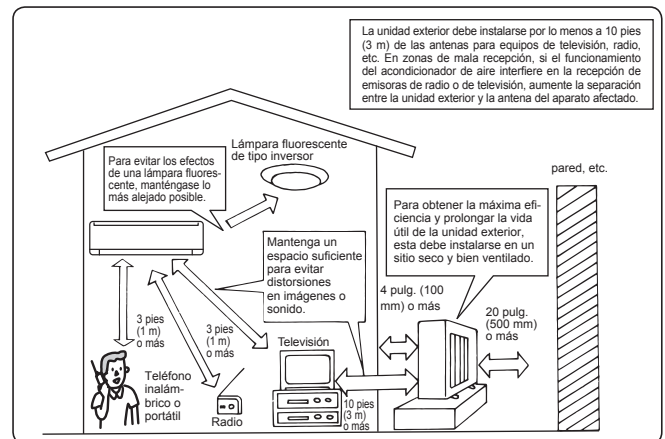 La unidad exterior debe instalarse por lo menos a 10 pies
(3 m) de las antenas para equipos de televisión, radio,
etc. En zonas de mala recepción, si el funcionamiento
del acondicionador de aire interfiere en la recepción de
emisoras de radio o de televisión, aumente la separación
entre la unidad exterior y la antena del aparato afectado.
Lámpara fluorescente
de tipo inversor
Para evitar los efectos
de una lámpara fluores-
cente, manténgase lo
más alejado posible.
pared, etc.
Para obtener la máxima efi-
ciencia y prolongar la vida
útil de la unidad exterior,
esta debe instalarse en un
sitio seco y bien ventilado.
Mantenga un
espacio suficiente
para evitar
distorsiones
en imágenes o
sonido.
4 pulg. (100
mm) o más
20 pulg.
(500 mm)
o más
3 pies
(1 m)
o más
3 pies
(1 m)
o más
Televisión
Teléfono
inalám-
brico o
portátil
Radio
10 pies
(3 m)
o más